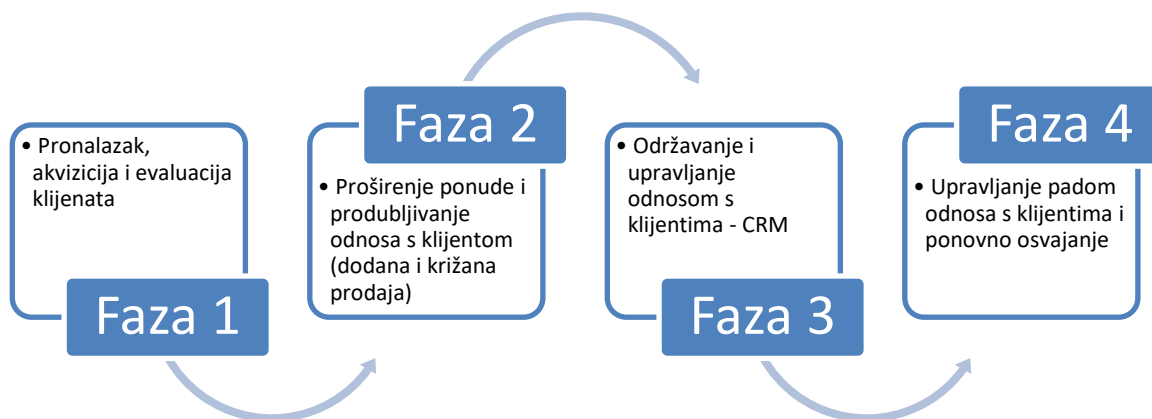 • Pronalazak,
akvizicija i evaluacija
klijenata
Faza 1
Faza 2
• Proširenje ponude i
produbljivanje
odnosa s klijentom
(dodana i križana
prodaja)
• Održavanje i
upravljanje
odnosom s
klijentima - CRM
Faza 3
Faza 4
• Upravljanje padom
odnosa s klijentima i
ponovno osvajanje